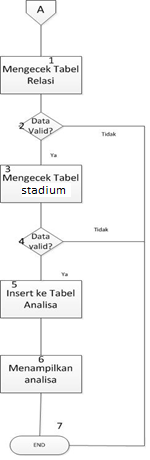 A
1
Mengecek Tabel
Relasi
2
Data
Valid?
Tidak
Ya
3
Mengecek Tabel
stadium
4
Data
valid?
Tidak
Ya
5
Insert ke Tabel
Analisa
6
Menampilkan
analisa
7
END